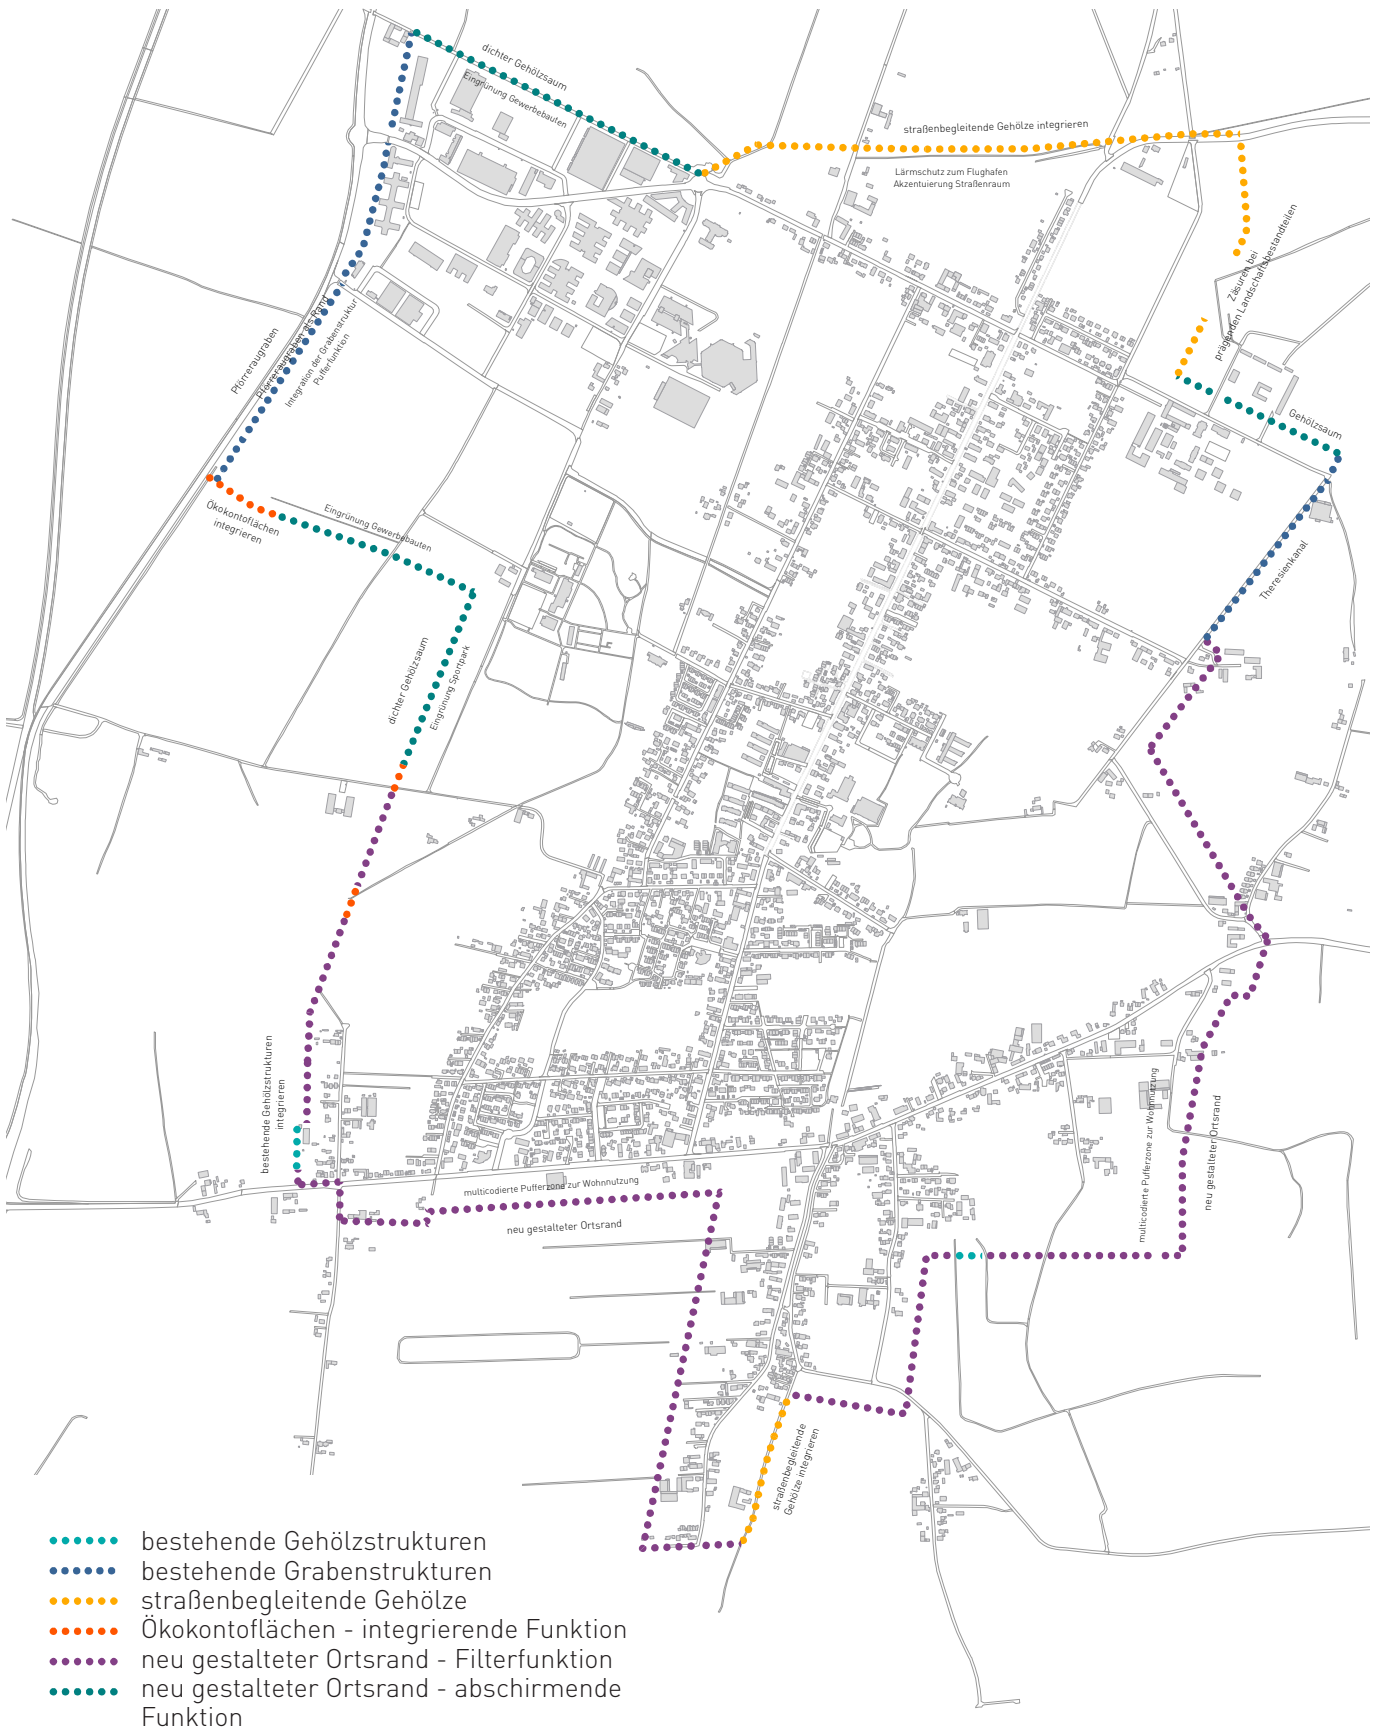 dichter Gehölzsaum
Eingrünung Gewerbebauten
straßenbegleitende Gehölze integrieren
Lärmschutz zum Flughafen
Akzentuierung Straßenraum
Zäsuren bei
prägenden Landschaftsbestandteilen
Pförreraugraben
Pförreraugraben als Rand
Integration der Grabenstruktur
Pufferfunktion
Gehölzsaum
Ökokontoflächen
integrieren
Eingrünung Gewerbebauten
Theresienkanal
dichter Gehölzsaum
Eingrünung Sportpark
bestehende Gehölzstrukturen
integrieren
multicodierte Pufferzone zur Wohnnutzung
neu gestalteter Ortsrand
multicodierte Pufferzone zur Wohnnutzung
neu gestalteter Ortsrand
straßenbegleitende
Gehölze integrieren
bestehende Gehölzstrukturen
bestehende Grabenstrukturen
straßenbegleitende Gehölze
Ökokontoflächen - integrierende Funktion
neu gestalteter Ortsrand - Filterfunktion
neu gestalteter Ortsrand - abschirmende
Funktion